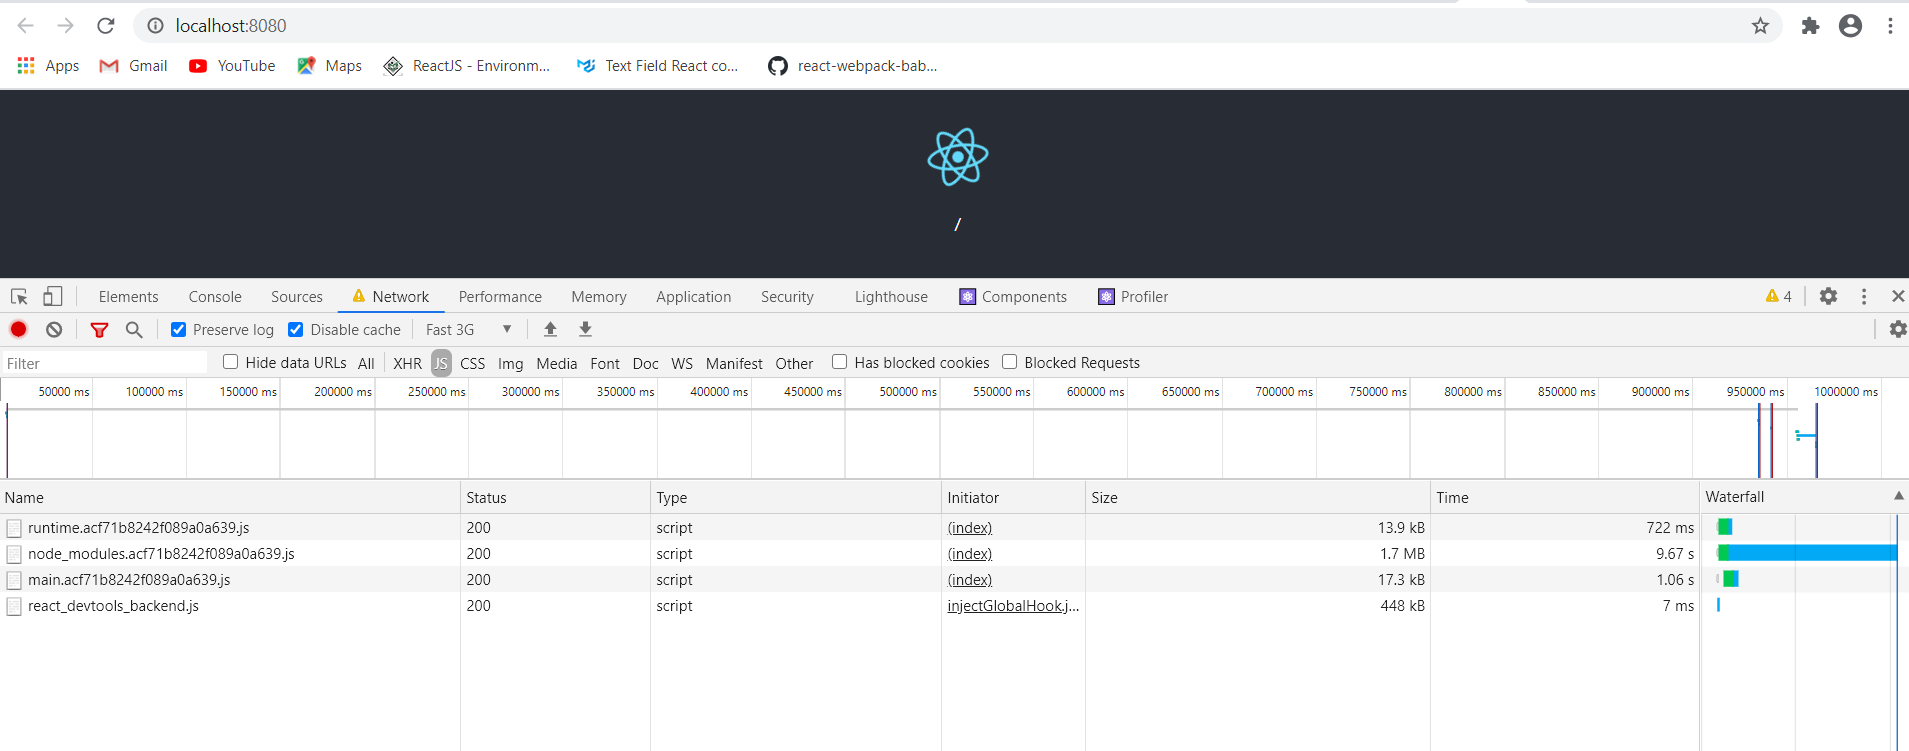 localhost:8080
Apps Gmail YouTube Maps ReactJS - Environm... Text Field React co... react-webpack-bab...
/
Elements Console Sources Network Performance Memory Application Security Lighthouse Components Profiler 4
Preserve log Disable cache Fast 3G
Filter Hide data URLs All XHR JS CSS Img Media Font Doc WS Manifest Other Has blocked cookies Blocked Requests
50000 ms 100000 ms 150000 ms 200000 ms 250000 ms 300000 ms 350000 ms 400000 ms 450000 ms 500000 ms 550000 ms 600000 ms 650000 ms 700000 ms 750000 ms 800000 ms 850000 ms 900000 ms 950000 ms 1000000 ms
Name Status Type Initiator Size Time Waterfall
runtime.acf71b8242f089a0a639.js 200 script (index) 13.9 kB 722 ms
node_modules.acf71b8242f089a0a639.js 200 script (index) 1.7 MB 9.67 s
main.acf71b8242f089a0a639.js 200 script (index) 17.3 kB 1.06 s
react_devtools_backend.js 200 script injectGlobalHook.j... 448 kB 7 ms